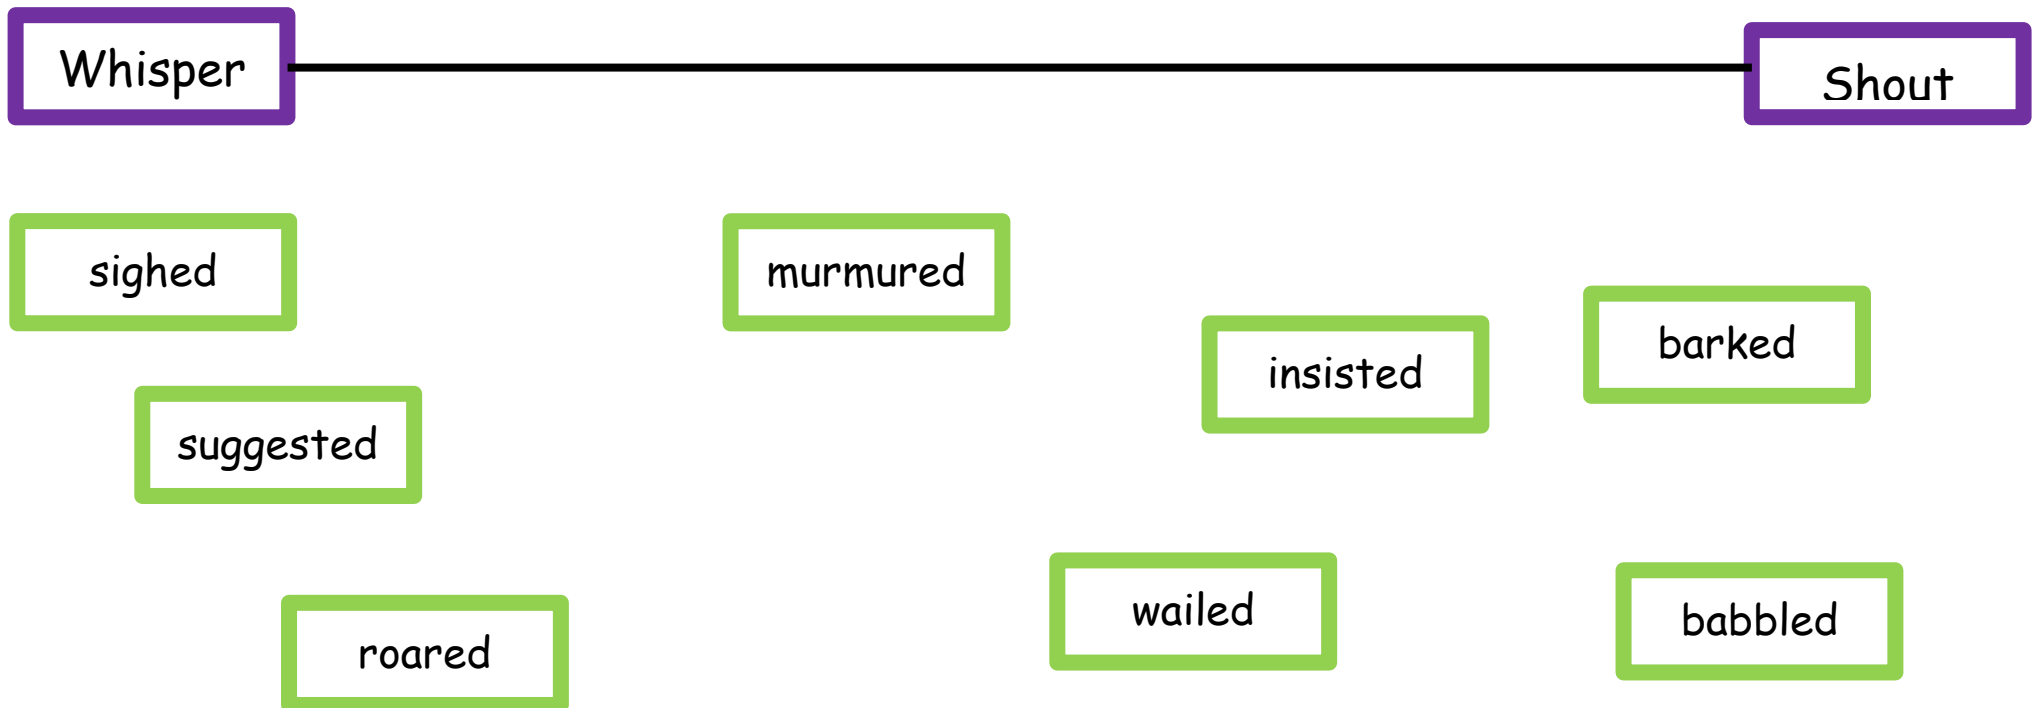 Whisper
Shout
sighed
murmured
barked
insisted
suggested
wailed
babbled
roared